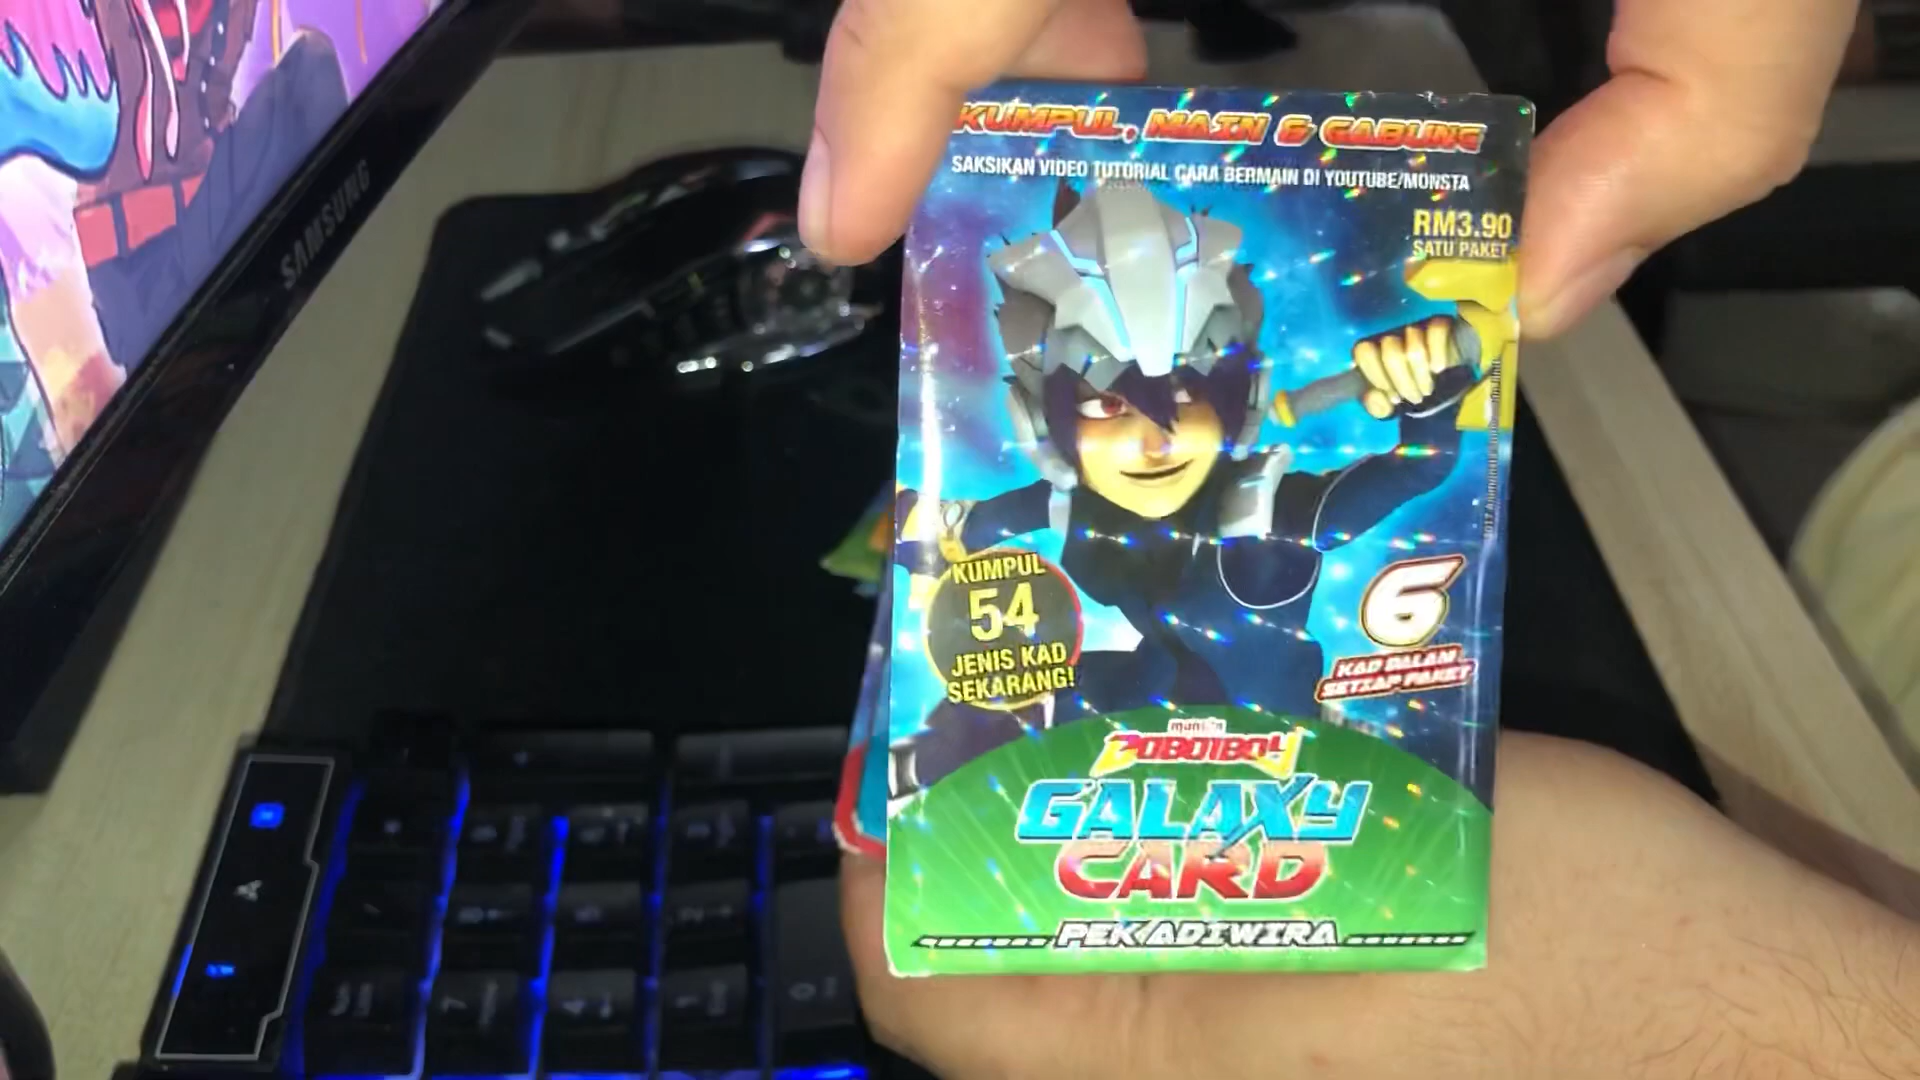 SAMSUNG
KUMPUL, MAIN & GABUNG
SAKSIKAN VIDEO TUTORIAL CARA BERMAIN DI YOUTUBE/MONSTA
RM3.90
SATU PAKET
KUMPUL
54
JENIS KAD
SEKARANG!
6
KAD DALAM
SETIAP PAKET
monsta
BOBOIBOY
GALAXY
CARD
PEK ADIWIRA